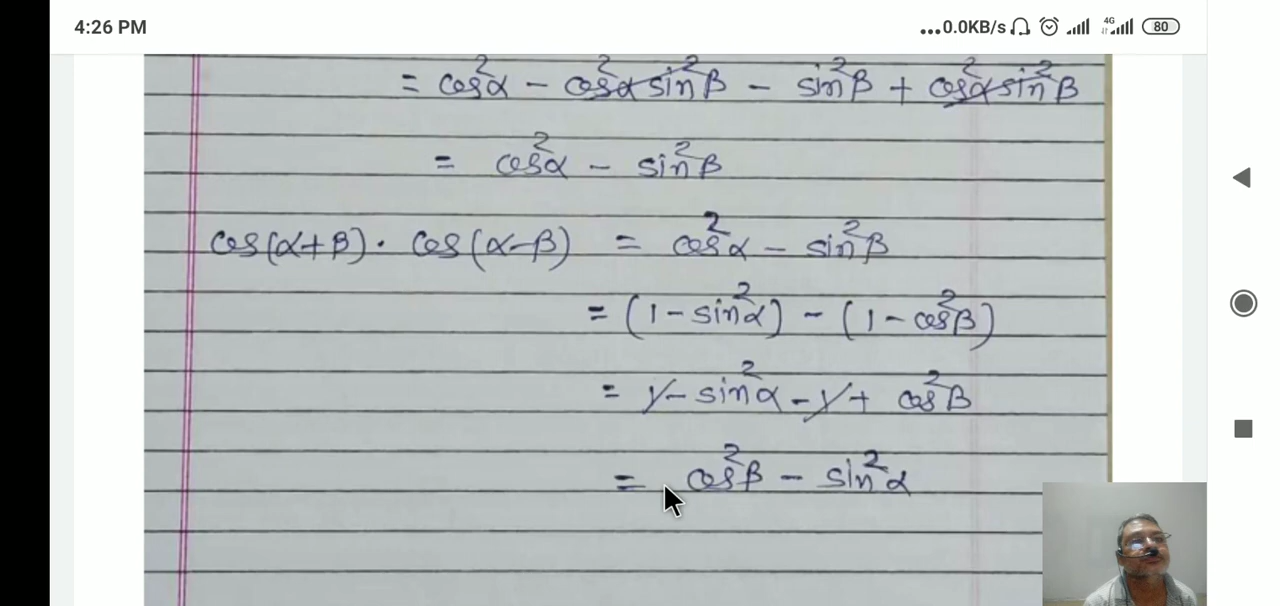 4:26 PM ...0.0KB/s 4G 80
= cos²α - cos²α sin²β - sin²β + cos²α sin²β
= cos²α - sin²β
cos(α+β) · cos(α-β) = cos²α - sin²β
= (1 - sin²α) - (1 - cos²β)
= 1 - sin²α - 1 + cos²β
= cos²β - sin²α